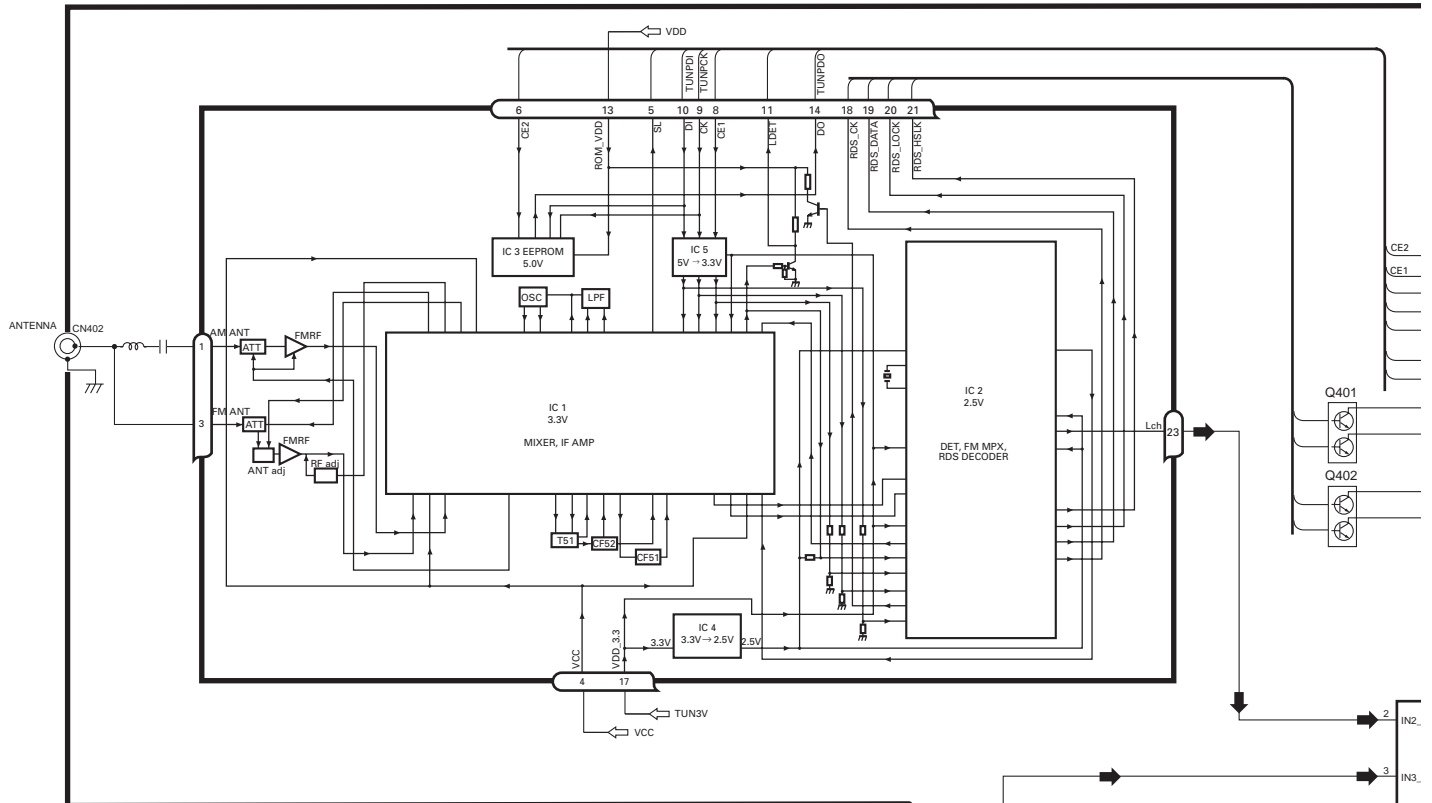 VDD
TUNPDI
TUNPCK
TUNPDO
6
13
5
10
9
8
11
14
18
19
20
21
CE2
ROM_VDD
SL
DI
CK
CE1
LDET
DO
RDS_CK
RDS_DATA
RDS_LOCK
RDS_HSLK
IC 3 EEPROM
5.0V
IC 5
5V → 3.3V
CE2
CE1
OSC
LPF
ANTENNA
CN402
AM ANT
1
ATT
FMRF
IC 1
3.3V
MIXER, IF AMP
IC 2
2.5V
DET, FM MPX,
RDS DECODER
FM ANT
3
ATT
FMRF
ANT adj
RF adj
Lch
23
Q401
Q402
T51
CF52
CF51
VCC
VDD_3.3
3.3V
IC 4
3.3V→2.5V
2.5V
4
17
TUN3V
VCC
2
IN2_
3
IN3_